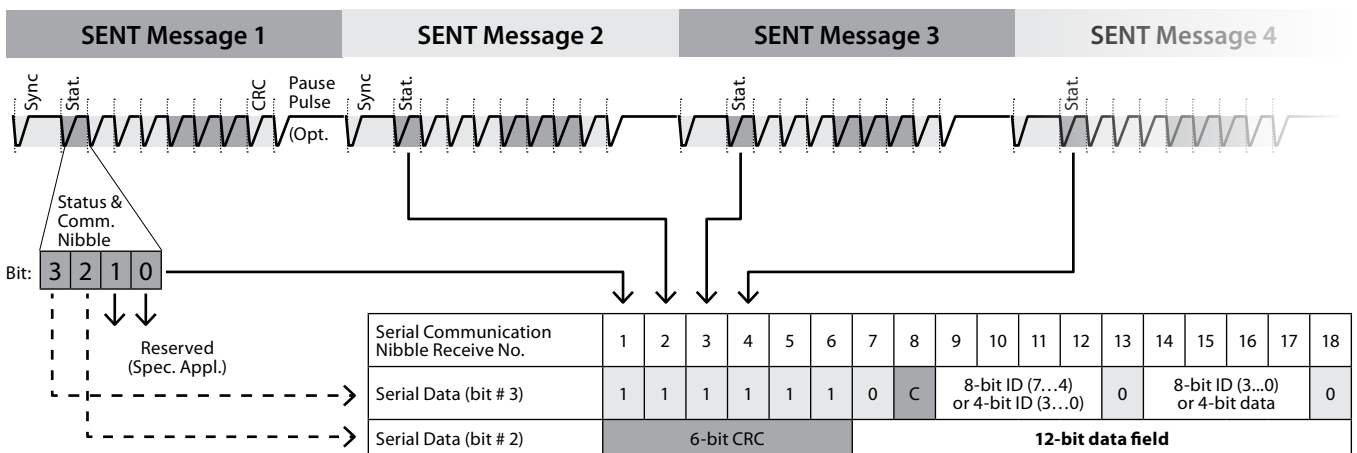 SENT Message 1 SENT Message 2 SENT Message 3 SENT Message 4
Sync Stat. CRC Pause Pulse (Opt. Sync Stat. Stat. Stat.
Status &
Comm.
Nibble
Bit: 3 2 1 0
Reserved
(Spec. Appl.)
Serial Communication
Nibble Receive No. 1 2 3 4 5 6 7 8 9 10 11 12 13 14 15 16 17 18
Serial Data (bit # 3) 1 1 1 1 1 1 0 C 8-bit ID (7…4) or 4-bit ID (3…0) 0 8-bit ID (3...0) or 4-bit data 0
Serial Data (bit # 2) 6-bit CRC 12-bit data field